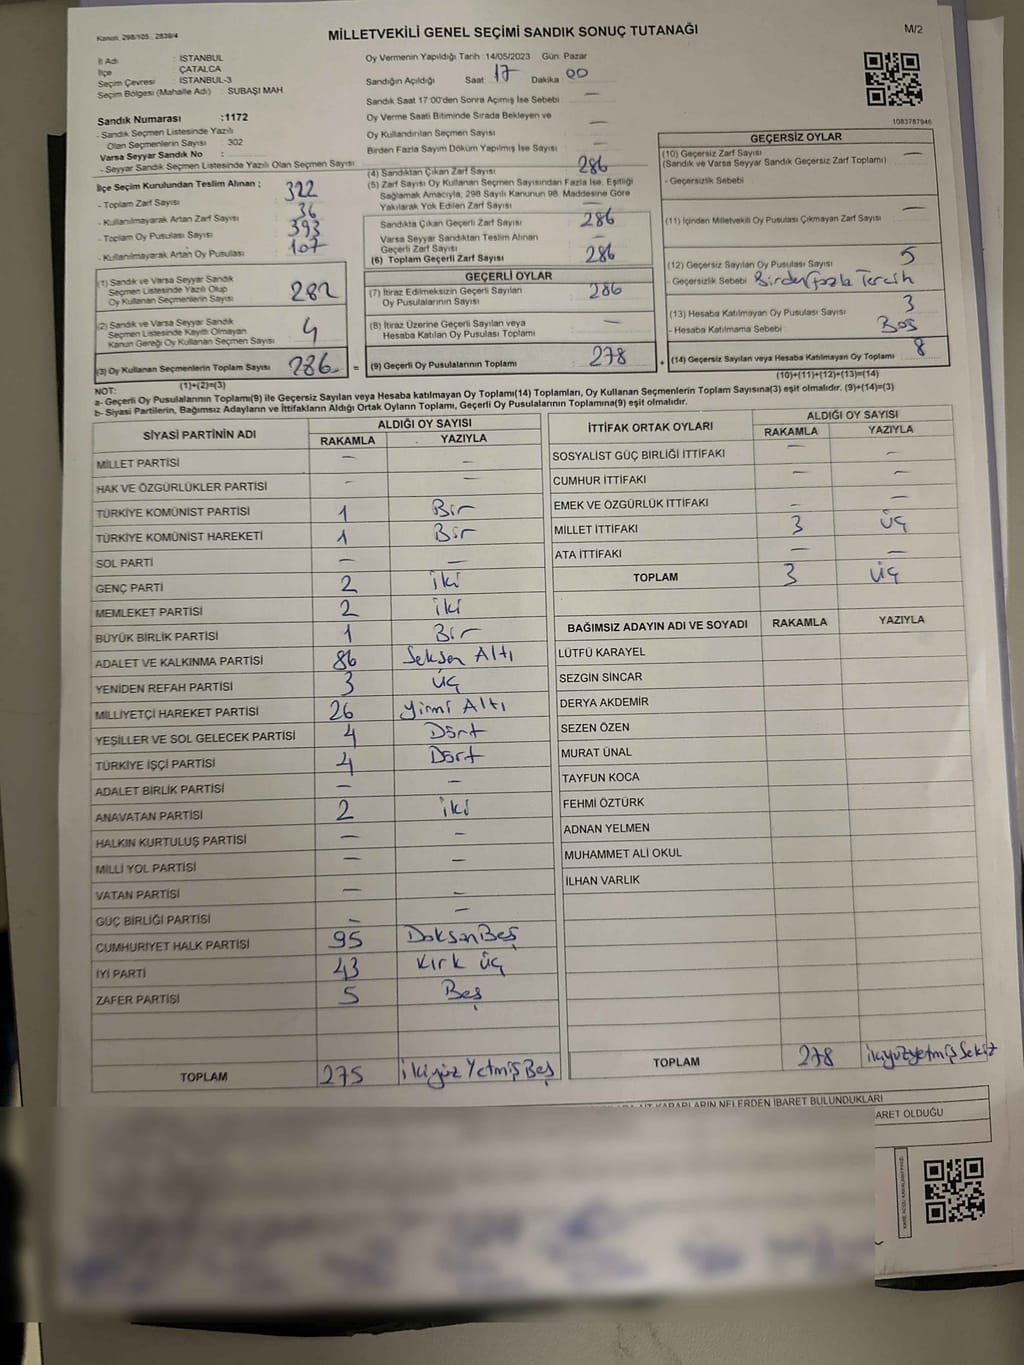 Kanun: 298/105 , 2839/4
MİLLETVEKİLİ GENEL SEÇİMİ SANDIK SONUÇ TUTANAĞI
M/2
İl Adı : İSTANBUL
İlçe : ÇATALCA
Seçim Çevresi : İSTANBUL-3
Seçim Bölgesi (Mahalle Adı) : SUBAŞI MAH
Sandık Numarası : 1172
- Sandık Seçmen Listesinde Yazılı
Olan Seçmenlerin Sayısı 302
Varsa Seyyar Sandık No :
- Seyyar Sandık Seçmen Listesinde Yazılı Olan Seçmen Sayısı :
İlçe Seçim Kurulundan Teslim Alınan ;
- Toplam Zarf Sayısı 322
- Kullanılmayarak Artan Zarf Sayısı 36
- Toplam Oy Pusulası Sayısı 393
- Kullanılmayarak Artan Oy Pusulası 107
(1) Sandık ve Varsa Seyyar Sandık
Seçmen Listesinde Yazılı Olup
Oy Kullanan Seçmenlerin Sayısı 282
(2) Sandık ve Varsa Seyyar Sandık
Seçmen Listesinde Kayıtlı Olmayan
Kanun Gereği Oy Kullanan Seçmen Sayısı 4
(3) Oy Kullanan Seçmenlerin Toplam Sayısı 286 =
(1)+(2)=(3)
Oy Vermenin Yapıldığı Tarih :14/05/2023 Gün: Pazar
Sandığın Açıldığı Saat : 17 Dakika : 00
Sandık Saat 17:00'den Sonra Açımış İse Sebebi : —
Oy Verme Saati Bitiminde Sırada Bekleyen ve
Oy Kullandırılan Seçmen Sayısı —
Birden Fazla Sayım Döküm Yapılmış İse Sayısı : —
(4) Sandıktan Çıkan Zarf Sayısı 286
(5) Zarf Sayısı Oy Kullanan Seçmen Sayısından Fazla İse, Eşitliği
Sağlamak Amacıyla, 298 Sayılı Kanunun 98. Maddesine Göre
Yakılarak Yok Edilen Zarf Sayısı —
Sandıkta Çıkan Geçerli Zarf Sayısı 286
Varsa Seyyar Sandıktan Teslim Alınan
Geçerli Zarf Sayısı —
(6) Toplam Geçerli Zarf Sayısı 286
GEÇERLİ OYLAR
(7) İtiraz Edilmeksizin Geçerli Sayılan
Oy Pusulalarının Sayısı 286
(8) İtiraz Üzerine Geçerli Sayılan veya
Hesaba Katılan Oy Pusulası Toplamı —
(9) Geçerli Oy Pusulalarının Toplamı 278 +
1083787946
GEÇERSİZ OYLAR
(10) Geçersiz Zarf Sayısı —
(Sandık ve Varsa Seyyar Sandık Geçersiz Zarf Toplamı)
- Geçersizlik Sebebi
(11) İçinden Milletvekili Oy Pusulası Çıkmayan Zarf Sayısı —
(12) Geçersiz Sayılan Oy Pusulası Sayısı 5
- Geçersizlik Sebebi Birden fazla Tercih
(13) Hesaba Katılmayan Oy Pusulası Sayısı 3
- Hesaba Katılmama Sebebi : Boş
(14) Geçersiz Sayılan veya Hesaba Katılmayan Oy Toplamı 8
(10)+(11)+(12)+(13)=(14)
NOT:
a- Geçerli Oy Pusulalarının Toplamı(9) ile Geçersiz Sayılan veya Hesaba katılmayan Oy Toplamı(14) Toplamları, Oy Kullanan Seçmenlerin Toplam Sayısına(3) eşit olmalıdır. (9)+(14)=(3)
b- Siyasi Partilerin, Bağımsız Adayların ve İttifakların Aldığı Ortak Oyların Toplamı, Geçerli Oy Pusulalarının Toplamına(9) eşit olmalıdır.
SİYASİ PARTİNİN ADI ALDIĞI OY SAYISI
RAKAMLA YAZIYLA
MİLLET PARTİSİ — —
HAK VE ÖZGÜRLÜKLER PARTİSİ - —
TÜRKİYE KOMÜNİST PARTİSİ 1 Bir
TÜRKİYE KOMÜNİST HAREKETİ 1 Bir
SOL PARTİ — —
GENÇ PARTİ 2 iki
MEMLEKET PARTİSİ 2 iki
BÜYÜK BİRLİK PARTİSİ 1 Bir
ADALET VE KALKINMA PARTİSİ 86 Seksen Altı
YENİDEN REFAH PARTİSİ 3 üç
MİLLİYETÇİ HAREKET PARTİSİ 26 yirmi Altı
YEŞİLLER VE SOL GELECEK PARTİSİ 4 Dört
TÜRKİYE İŞÇİ PARTİSİ 4 Dört
ADALET BİRLİK PARTİSİ — —
ANAVATAN PARTİSİ 2 iki
HALKIN KURTULUŞ PARTİSİ — —
MİLLİ YOL PARTİSİ — —
VATAN PARTİSİ — —
GÜÇ BİRLİĞİ PARTİSİ — —
CUMHURİYET HALK PARTİSİ 95 Doksan Beş
İYİ PARTİ 43 Kırk üç
ZAFER PARTİSİ 5 Beş
TOPLAM 275 ikiyüz Yetmiş Beş
İTTİFAK ORTAK OYLARI ALDIĞI OY SAYISI
RAKAMLA YAZIYLA
SOSYALİST GÜÇ BİRLİĞİ İTTİFAKI — —
CUMHUR İTTİFAKI — —
EMEK VE ÖZGÜRLÜK İTTİFAKI — —
MİLLET İTTİFAKI 3 üç
ATA İTTİFAKI — —
TOPLAM 3 üç
BAĞIMSIZ ADAYIN ADI VE SOYADI RAKAMLA YAZIYLA
LÜTFÜ KARAYEL
SEZGİN SİNCAR
DERYA AKDEMİR
SEZEN ÖZEN
MURAT ÜNAL
TAYFUN KOCA
FEHMİ ÖZTÜRK
ADNAN YELMEN
MUHAMMET ALİ OKUL
İLHAN VARLIK
TOPLAM 278 ikiyüzyetmiş Sekiz
KARARLARIN NELERDEN İBARET BULUNDUKLARI
ARET OLDUĞU